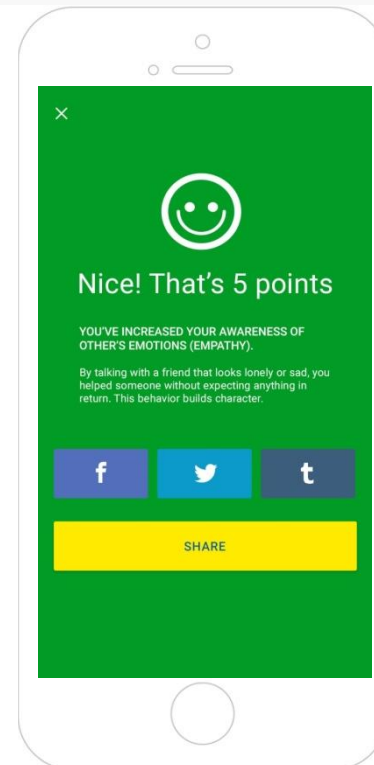 Nice! That's 5 points
YOU'VE INCREASED YOUR AWARENESS OF
OTHER'S EMOTIONS (EMPATHY).
By talking with a friend that looks lonely or sad, you
helped someone without expecting anything in
return. This behavior builds character.
f t
SHARE